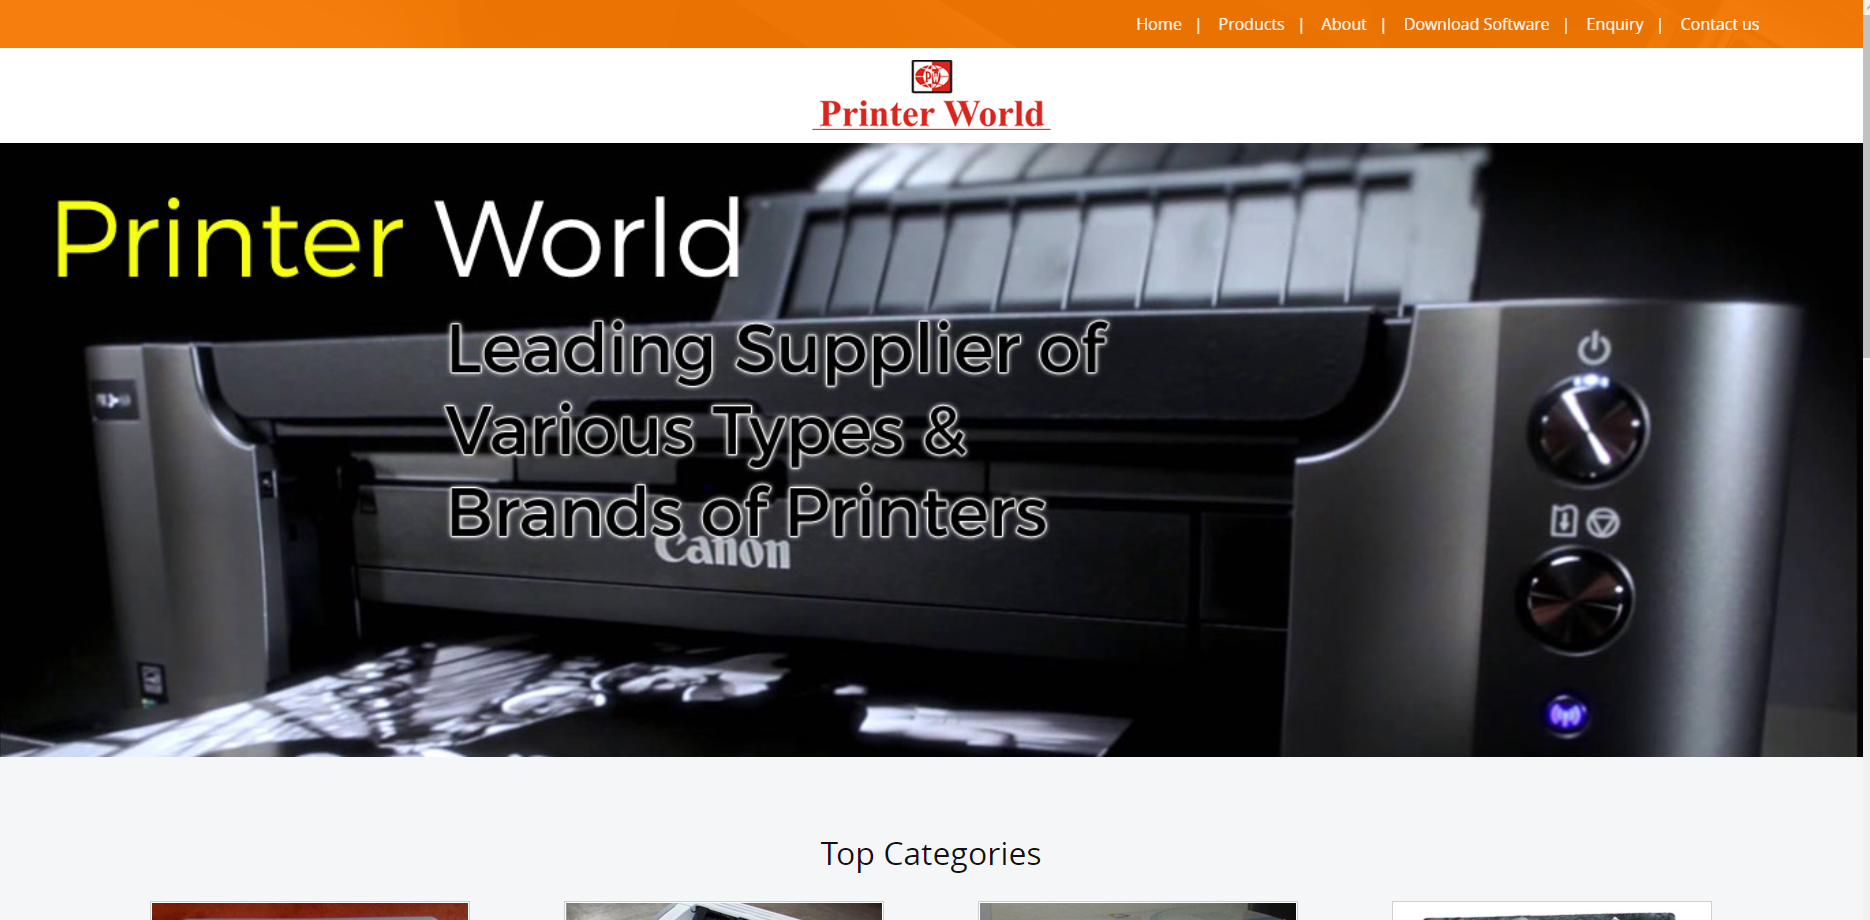 Home | Products | About | Download Software | Enquiry | Contact us
PW
Printer World
Printer World
Leading Supplier of
Various Types &
Brands of Printers
Canon
Top Categories